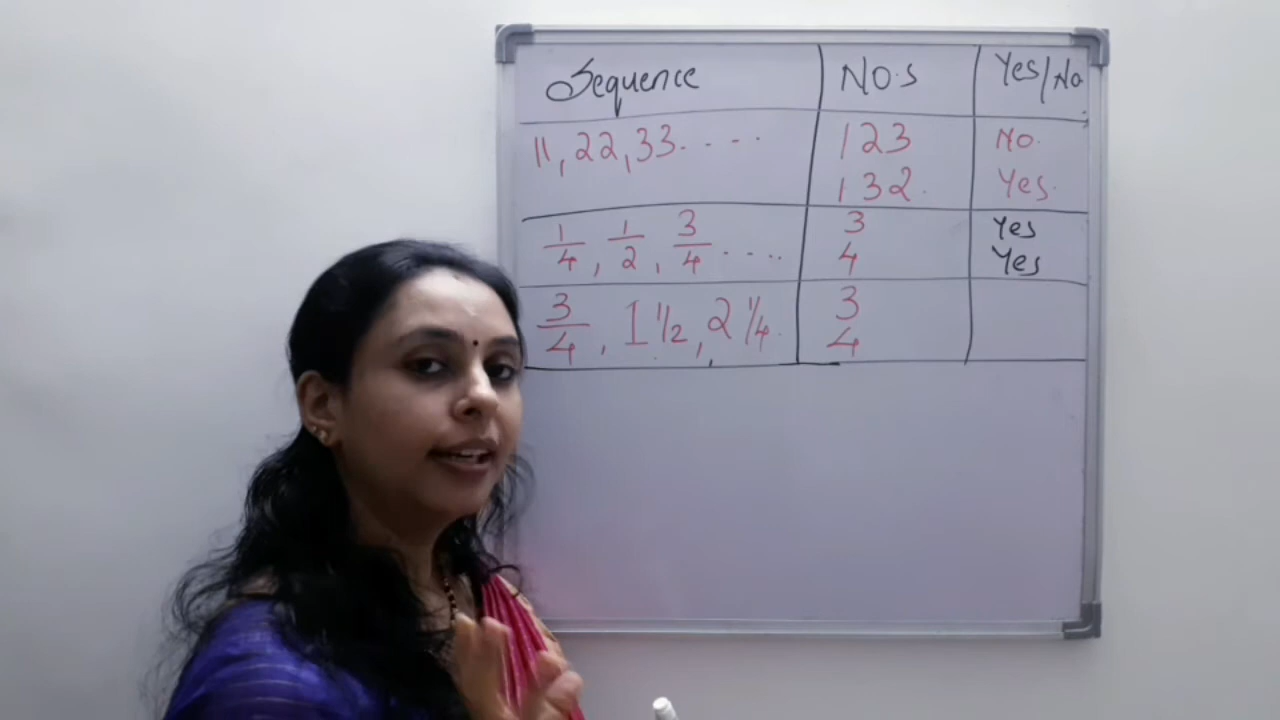 Sequence NO.S Yes/No
11, 22, 33. . . . 123 No.
132. Yes.
1/4, 1/2, 3/4 . . . . 3 Yes
4 Yes
3/4, 1 1/2, 2 1/4. 3
4